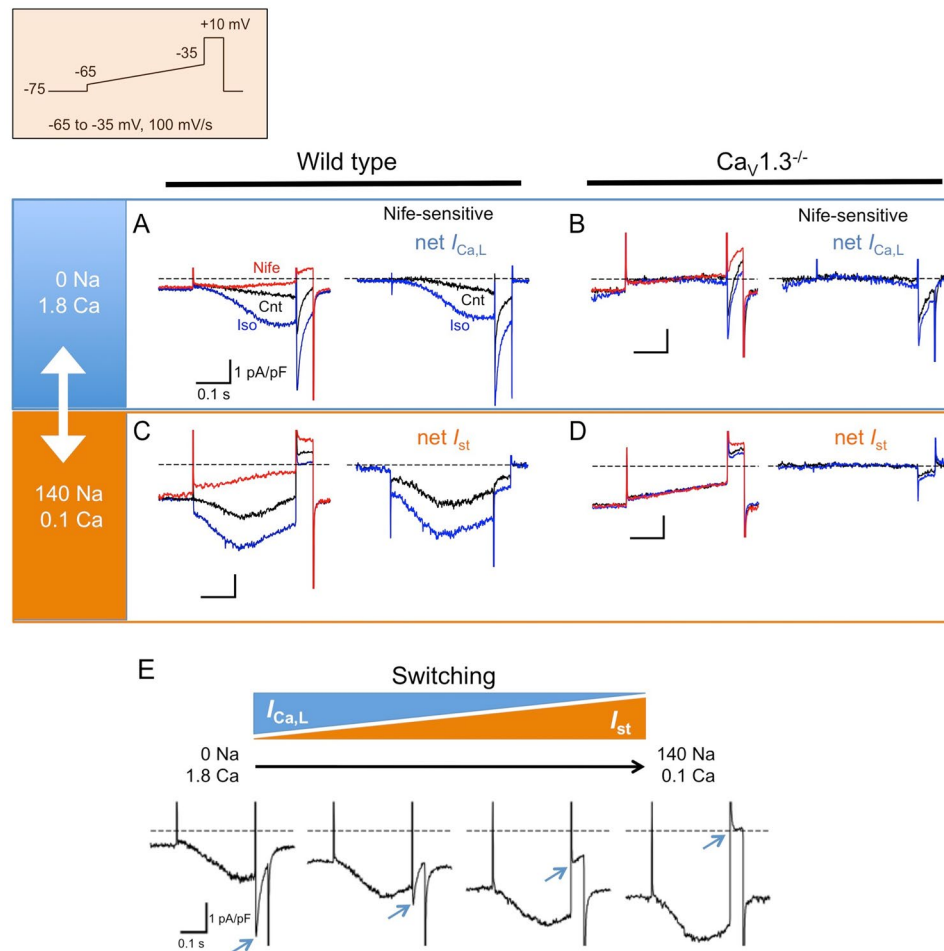 +10 mV
-35
-65
-75
-65 to -35 mV, 100 mV/s
Wild type
CaV1.3-/-
0 Na
1.8 Ca
140 Na
0.1 Ca
A
Nife-sensitive
net ICa,L
Nife
Cnt
Iso
1 pA/pF
0.1 s
Cnt
Iso
B
Nife-sensitive
net ICa,L
C
net Ist
D
net Ist
E
Switching
ICa,L
Ist
0 Na
1.8 Ca
140 Na
0.1 Ca
1 pA/pF
0.1 s